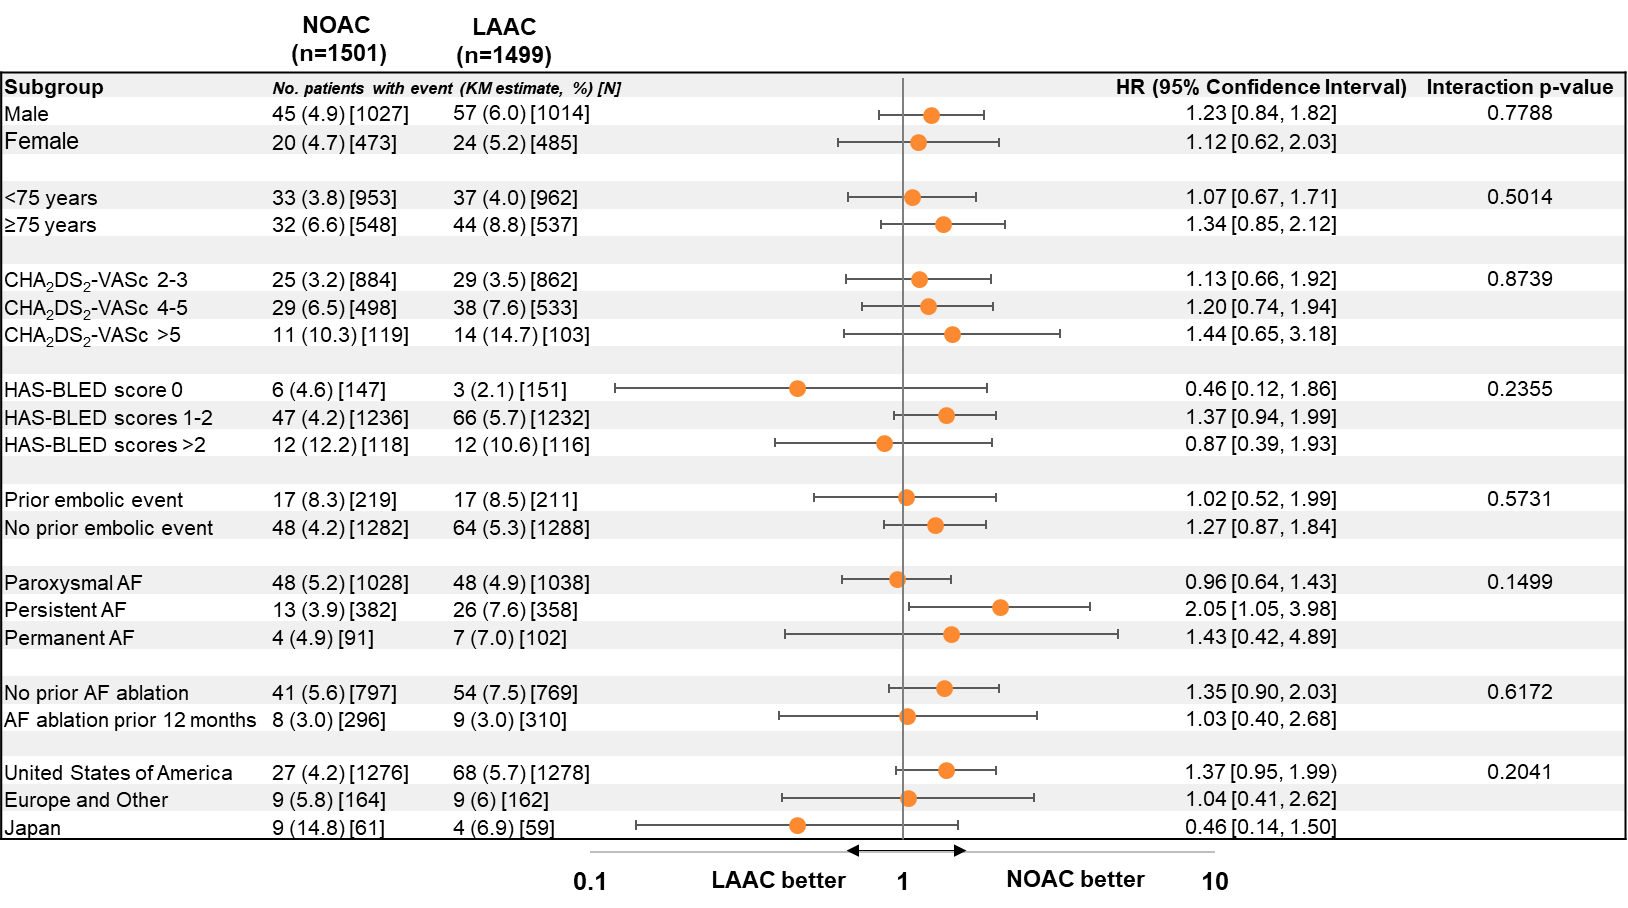 NOAC LAAC
(n=1501) (n=1499)
Subgroup No. patients with event (KM estimate, %) [N] HR (95% Confidence Interval) Interaction p-value
Male 45 (4.9) [1027] 57 (6.0) [1014] 1.23 [0.84, 1.82] 0.7788
Female 20 (4.7) [473] 24 (5.2) [485] 1.12 [0.62, 2.03]
<75 years 33 (3.8) [953] 37 (4.0) [962] 1.07 [0.67, 1.71] 0.5014
≥75 years 32 (6.6) [548] 44 (8.8) [537] 1.34 [0.85, 2.12]
CHA₂DS₂-VASc 2-3 25 (3.2) [884] 29 (3.5) [862] 1.13 [0.66, 1.92] 0.8739
CHA₂DS₂-VASc 4-5 29 (6.5) [498] 38 (7.6) [533] 1.20 [0.74, 1.94]
CHA₂DS₂-VASc >5 11 (10.3) [119] 14 (14.7) [103] 1.44 [0.65, 3.18]
HAS-BLED score 0 6 (4.6) [147] 3 (2.1) [151] 0.46 [0.12, 1.86] 0.2355
HAS-BLED scores 1-2 47 (4.2) [1236] 66 (5.7) [1232] 1.37 [0.94, 1.99]
HAS-BLED scores >2 12 (12.2) [118] 12 (10.6) [116] 0.87 [0.39, 1.93]
Prior embolic event 17 (8.3) [219] 17 (8.5) [211] 1.02 [0.52, 1.99] 0.5731
No prior embolic event 48 (4.2) [1282] 64 (5.3) [1288] 1.27 [0.87, 1.84]
Paroxysmal AF 48 (5.2) [1028] 48 (4.9) [1038] 0.96 [0.64, 1.43] 0.1499
Persistent AF 13 (3.9) [382] 26 (7.6) [358] 2.05 [1.05, 3.98]
Permanent AF 4 (4.9) [91] 7 (7.0) [102] 1.43 [0.42, 4.89]
No prior AF ablation 41 (5.6) [797] 54 (7.5) [769] 1.35 [0.90, 2.03] 0.6172
AF ablation prior 12 months 8 (3.0) [296] 9 (3.0) [310] 1.03 [0.40, 2.68]
United States of America 27 (4.2) [1276] 68 (5.7) [1278] 1.37 [0.95, 1.99) 0.2041
Europe and Other 9 (5.8) [164] 9 (6) [162] 1.04 [0.41, 2.62]
Japan 9 (14.8) [61] 4 (6.9) [59] 0.46 [0.14, 1.50]
0.1 LAAC better 1 NOAC better 10